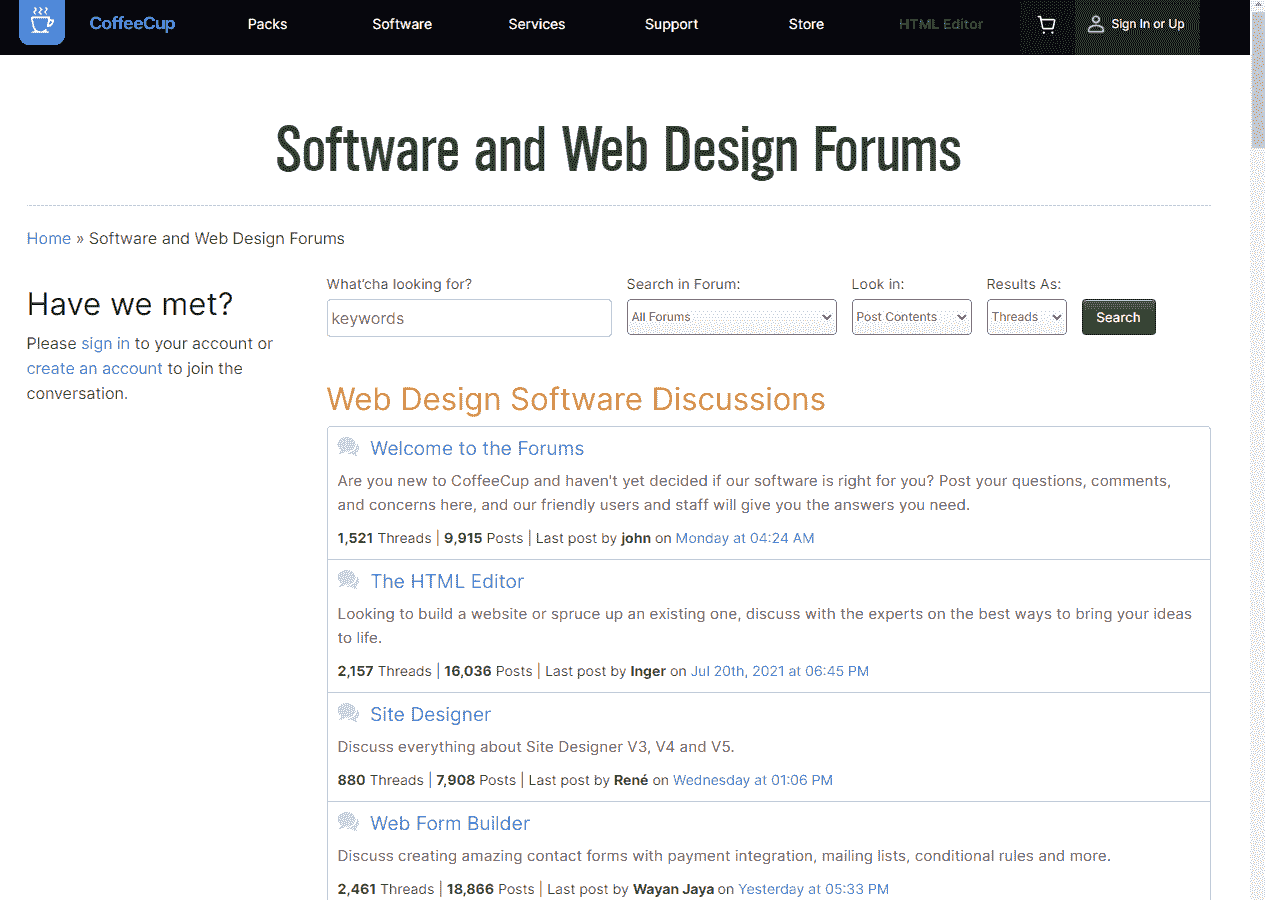 CoffeeCup Packs Software Services Support Store HTML Editor Sign In or Up
Software and Web Design Forums
Home » Software and Web Design Forums
Have we met?
Please sign in to your account or
create an account to join the
conversation.
What'cha looking for? Search in Forum: Look in: Results As:
keywords All Forums Post Contents Threads Search
Web Design Software Discussions
Welcome to the Forums
Are you new to CoffeeCup and haven't yet decided if our software is right for you? Post your questions, comments,
and concerns here, and our friendly users and staff will give you the answers you need.
1,521 Threads | 9,915 Posts | Last post by john on Monday at 04:24 AM
The HTML Editor
Looking to build a website or spruce up an existing one, discuss with the experts on the best ways to bring your ideas
to life.
2,157 Threads | 16,036 Posts | Last post by Inger on Jul 20th, 2021 at 06:45 PM
Site Designer
Discuss everything about Site Designer V3, V4 and V5.
880 Threads | 7,908 Posts | Last post by René on Wednesday at 01:06 PM
Web Form Builder
Discuss creating amazing contact forms with payment integration, mailing lists, conditional rules and more.
2,461 Threads | 18,866 Posts | Last post by Wayan Jaya on Yesterday at 05:33 PM